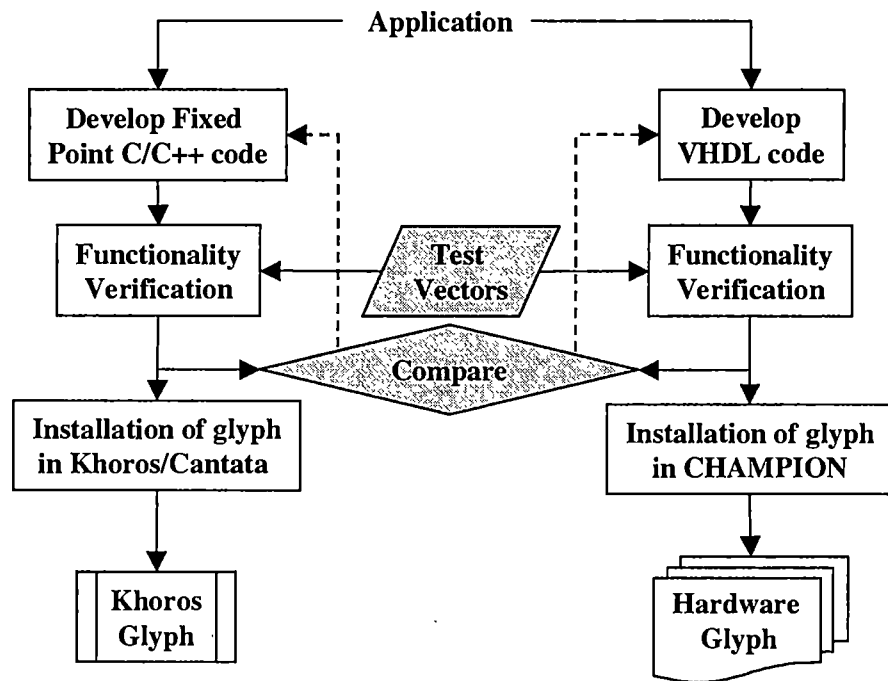 Application
Develop Fixed
Point C/C++ code
Develop
VHDL code
Functionality
Verification
Test
Vectors
Functionality
Verification
Compare
Installation of glyph
in Khoros/Cantata
Installation of glyph
in CHAMPION
Khoros
Glyph
Hardware
Glyph